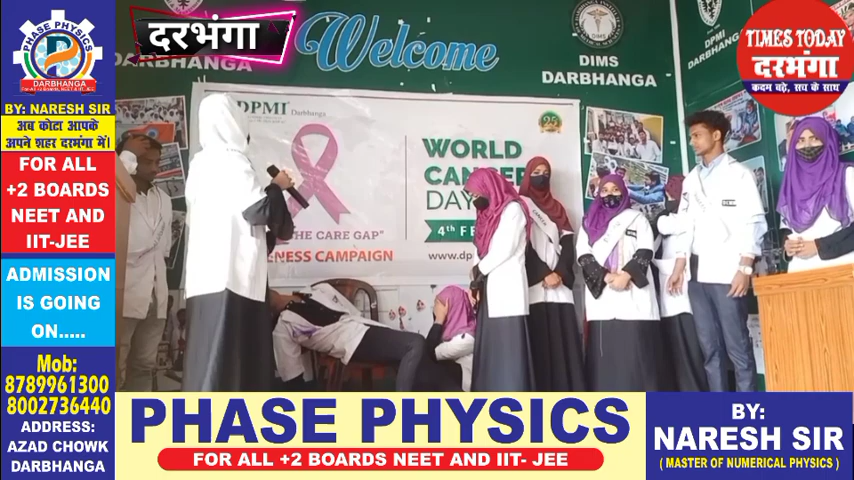 PHASE PHYSICS
DARBHANGA
BY: NARESH SIR
अब कोटा आपके
अपने शहर दरभंगा में।
FOR ALL
+2 BOARDS
NEET AND
IIT-JEE
ADMISSION
IS GOING
ON.....
Mob:
8789961300
8002736440
ADDRESS:
AZAD CHOWK
DARBHANGA
दरभंगा
Welcome
DARBHANGA
DIMS
DARBHANGA
DPMI
DARBHANGA
TIMES TODAY
दरभंगा
कदम बढ़े, सच के साथ
DPMI Darbhanga
25
WORLD
CANCER
DAY
4th FE
THE CARE GAP"
ENESS CAMPAIGN
www.dp
PHASE PHYSICS
FOR ALL +2 BOARDS NEET AND IIT- JEE
BY:
NARESH SIR
( MASTER OF NUMERICAL PHYSICS )